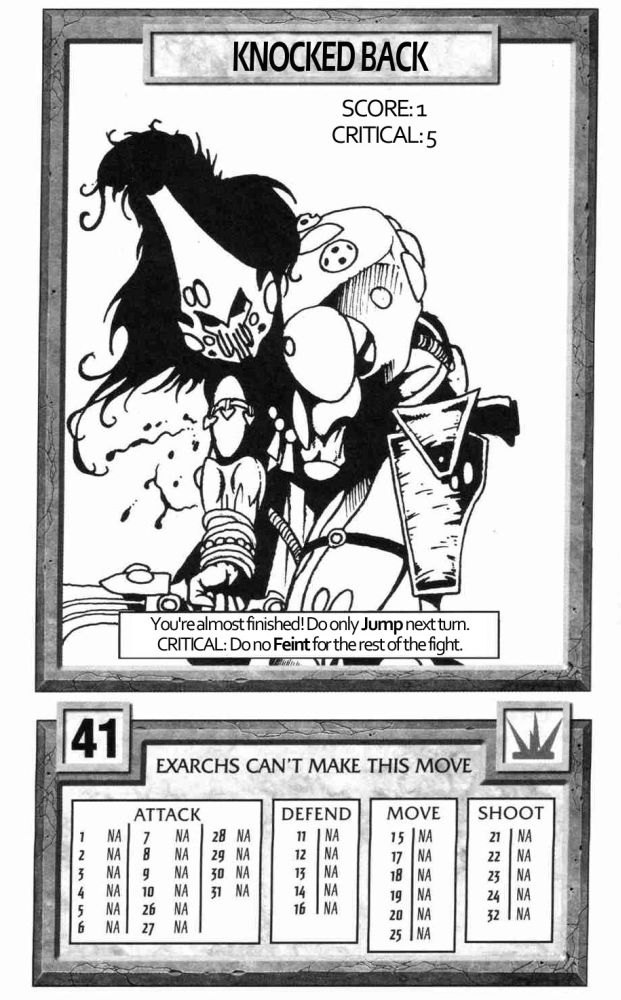 KNOCKED BACK
SCORE: 1
CRITICAL: 5
You're almost finished! Do only Jump next turn.
CRITICAL: Do no Feint for the rest of the fight.
41
EXARCHS CAN'T MAKE THIS MOVE
ATTACK
1 NA 7 NA 28 NA
2 NA 8 NA 29 NA
3 NA 9 NA 30 NA
4 NA 10 NA 31 NA
5 NA 26 NA
6 NA 27 NA
DEFEND
11 NA
12 NA
13 NA
14 NA
16 NA
MOVE
15 NA
17 NA
18 NA
19 NA
20 NA
25 NA
SHOOT
21 NA
22 NA
23 NA
24 NA
32 NA